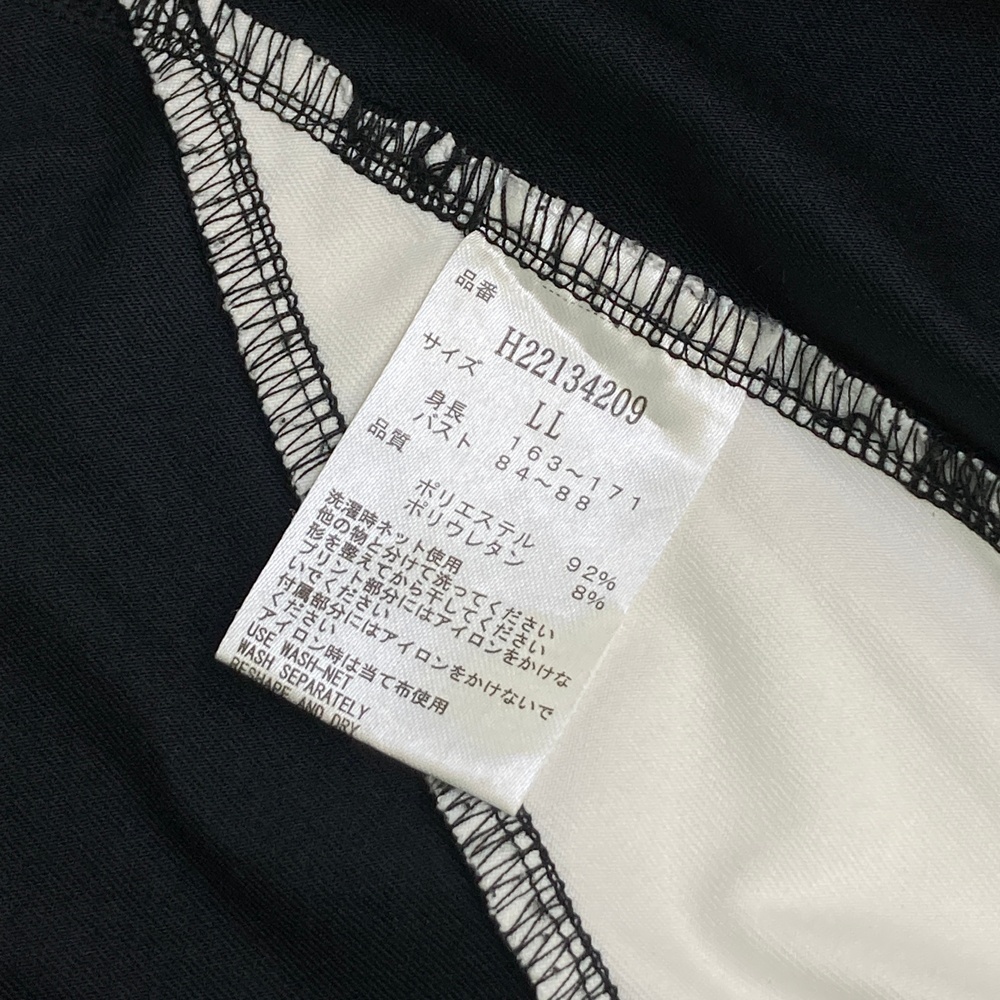 品番
H22134209
サイズ
LL
身長 163～171
バスト 84～88
品質
ポリエステル 92%
ポリウレタン 8%
洗濯時ネット使用
他の物と分けて洗ってください
形を整えてから干してください
プリント部分にはアイロンをかけな
いでください
付属部分にはアイロンをかけないで
ください
アイロン時は当て布使用
USE WASH-NET
WASH SEPARATELY
RESHAPE AND DRY